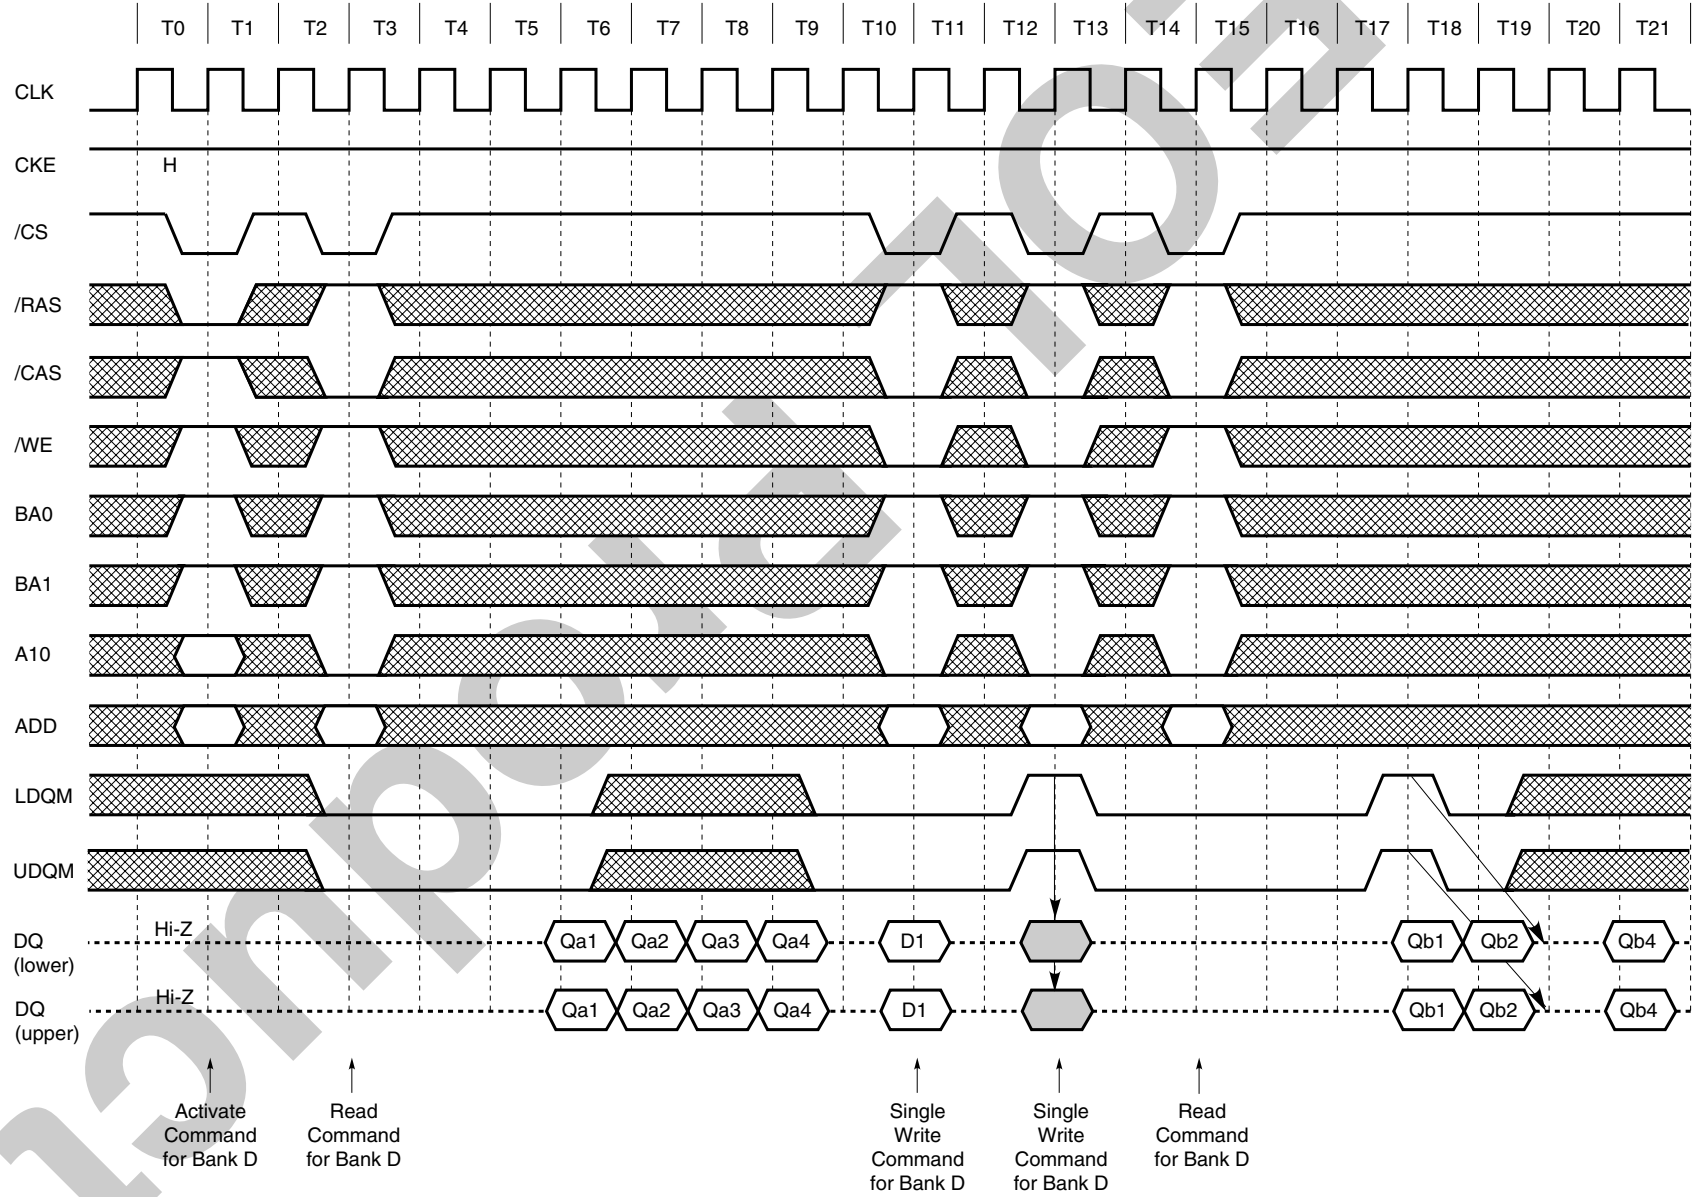 T0 T1 T2 T3 T4 T5 T6 T7 T8 T9 T10 T11 T12 T13 T14 T15 T16 T17 T18 T19 T20 T21
CLK
CKE H
/CS
/RAS
/CAS
/WE
BA0
BA1
A10
ADD
LDQM
UDQM
DQ (lower) Hi-Z Qa1 Qa2 Qa3 Qa4 D1 Qb1 Qb2 Qb4
DQ (upper) Hi-Z Qa1 Qa2 Qa3 Qa4 D1 Qb1 Qb2 Qb4
Activate
Command
for Bank D
Read
Command
for Bank D
Single
Write
Command
for Bank D
Single
Write
Command
for Bank D
Read
Command
for Bank D
EOL Product